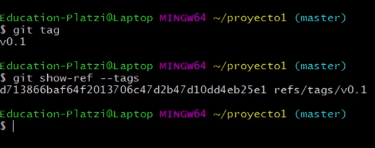 Education-Platzi@Laptop MINGW64 ~/proyecto1 (master)
$ git tag
v0.1
Education-Platzi@Laptop MINGW64 ~/proyecto1 (master)
$ git show-ref --tags
d713866baf64f2013706c47d2b47d10dd4eb25e1 refs/tags/v0.1
Education-Platzi@Laptop MINGW64 ~/proyecto1 (master)
$